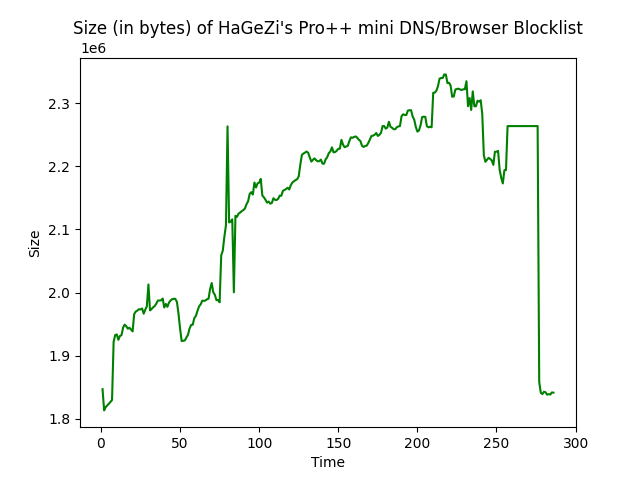 Size (in bytes) of HaGeZi's Pro++ mini DNS/Browser Blocklist
1e6
2.3
2.2
2.1
2.0
1.9
1.8
Size
0 50 100 150 200 250 300
Time